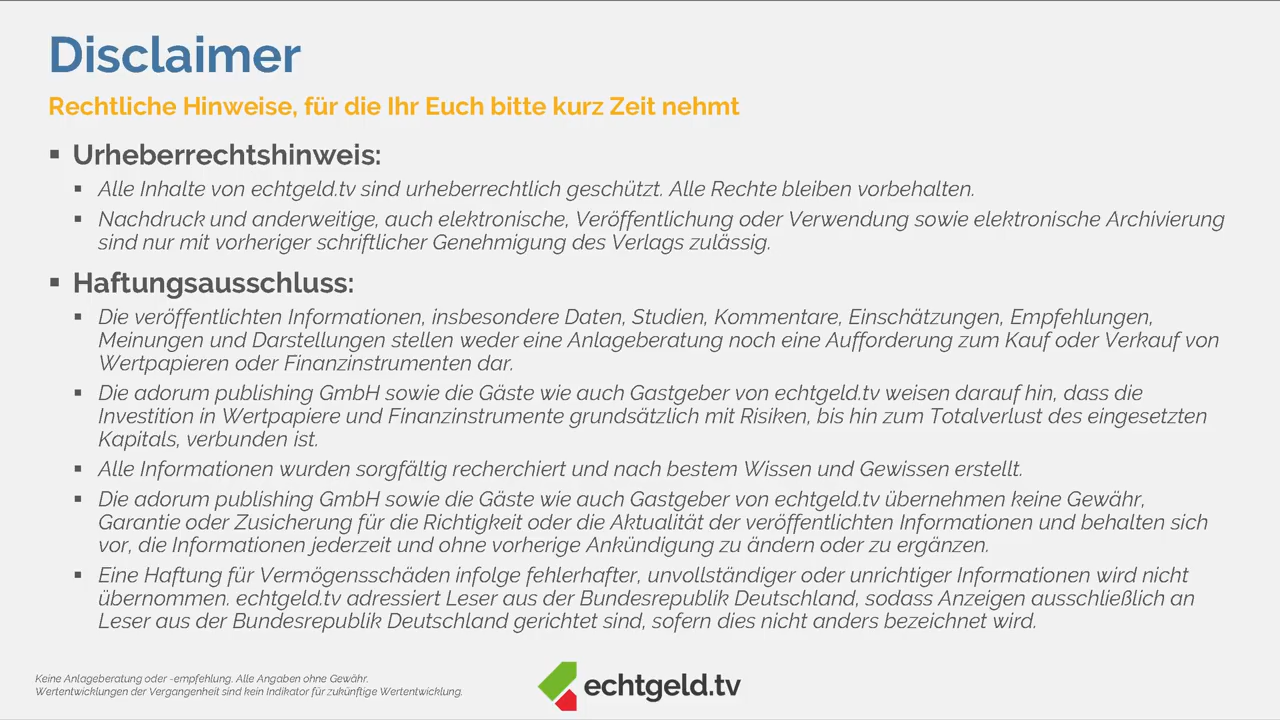 Disclaimer
Rechtliche Hinweise, für die Ihr Euch bitte kurz Zeit nehmt
▪ Urheberrechtshinweis:
▪ Alle Inhalte von echtgeld.tv sind urheberrechtlich geschützt. Alle Rechte bleiben vorbehalten.
▪ Nachdruck und anderweitige, auch elektronische, Veröffentlichung oder Verwendung sowie elektronische Archivierung
sind nur mit vorheriger schriftlicher Genehmigung des Verlags zulässig.
▪ Haftungsausschluss:
▪ Die veröffentlichten Informationen, insbesondere Daten, Studien, Kommentare, Einschätzungen, Empfehlungen,
Meinungen und Darstellungen stellen weder eine Anlageberatung noch eine Aufforderung zum Kauf oder Verkauf von
Wertpapieren oder Finanzinstrumenten dar.
▪ Die adorum publishing GmbH sowie die Gäste wie auch Gastgeber von echtgeld.tv weisen darauf hin, dass die
Investition in Wertpapiere und Finanzinstrumente grundsätzlich mit Risiken, bis hin zum Totalverlust des eingesetzten
Kapitals, verbunden ist.
▪ Alle Informationen wurden sorgfältig recherchiert und nach bestem Wissen und Gewissen erstellt.
▪ Die adorum publishing GmbH sowie die Gäste wie auch Gastgeber von echtgeld.tv übernehmen keine Gewähr,
Garantie oder Zusicherung für die Richtigkeit oder die Aktualität der veröffentlichten Informationen und behalten sich
vor, die Informationen jederzeit und ohne vorherige Ankündigung zu ändern oder zu ergänzen.
▪ Eine Haftung für Vermögensschäden infolge fehlerhafter, unvollständiger oder unrichtiger Informationen wird nicht
übernommen. echtgeld.tv adressiert Leser aus der Bundesrepublik Deutschland, sodass Anzeigen ausschließlich an
Leser aus der Bundesrepublik Deutschland gerichtet sind, sofern dies nicht anders bezeichnet wird.
Keine Anlageberatung oder -empfehlung. Alle Angaben ohne Gewähr.
Wertentwicklungen der Vergangenheit sind kein Indikator für zukünftige Wertentwicklung.
echtgeld.tv